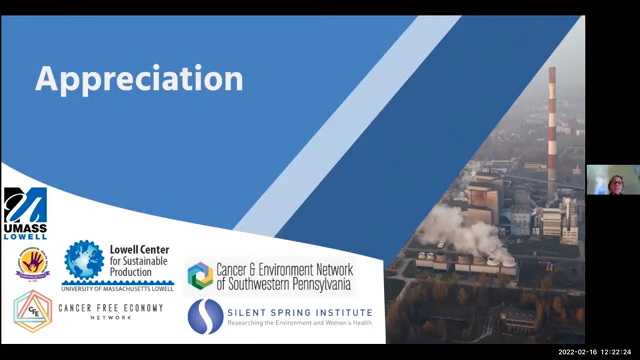 Appreciation
UMASS
LOWELL
Lowell Center
for Sustainable
Production
UNIVERSITY OF MASSACHUSETTS LOWELL
CFE
CANCER FREE ECONOMY
NETWORK
Cancer & Environment Network
of Southwestern Pennsylvania
SILENT SPRING INSTITUTE
Researching the Environment and Women's Health
2022-02-16 12:22:24